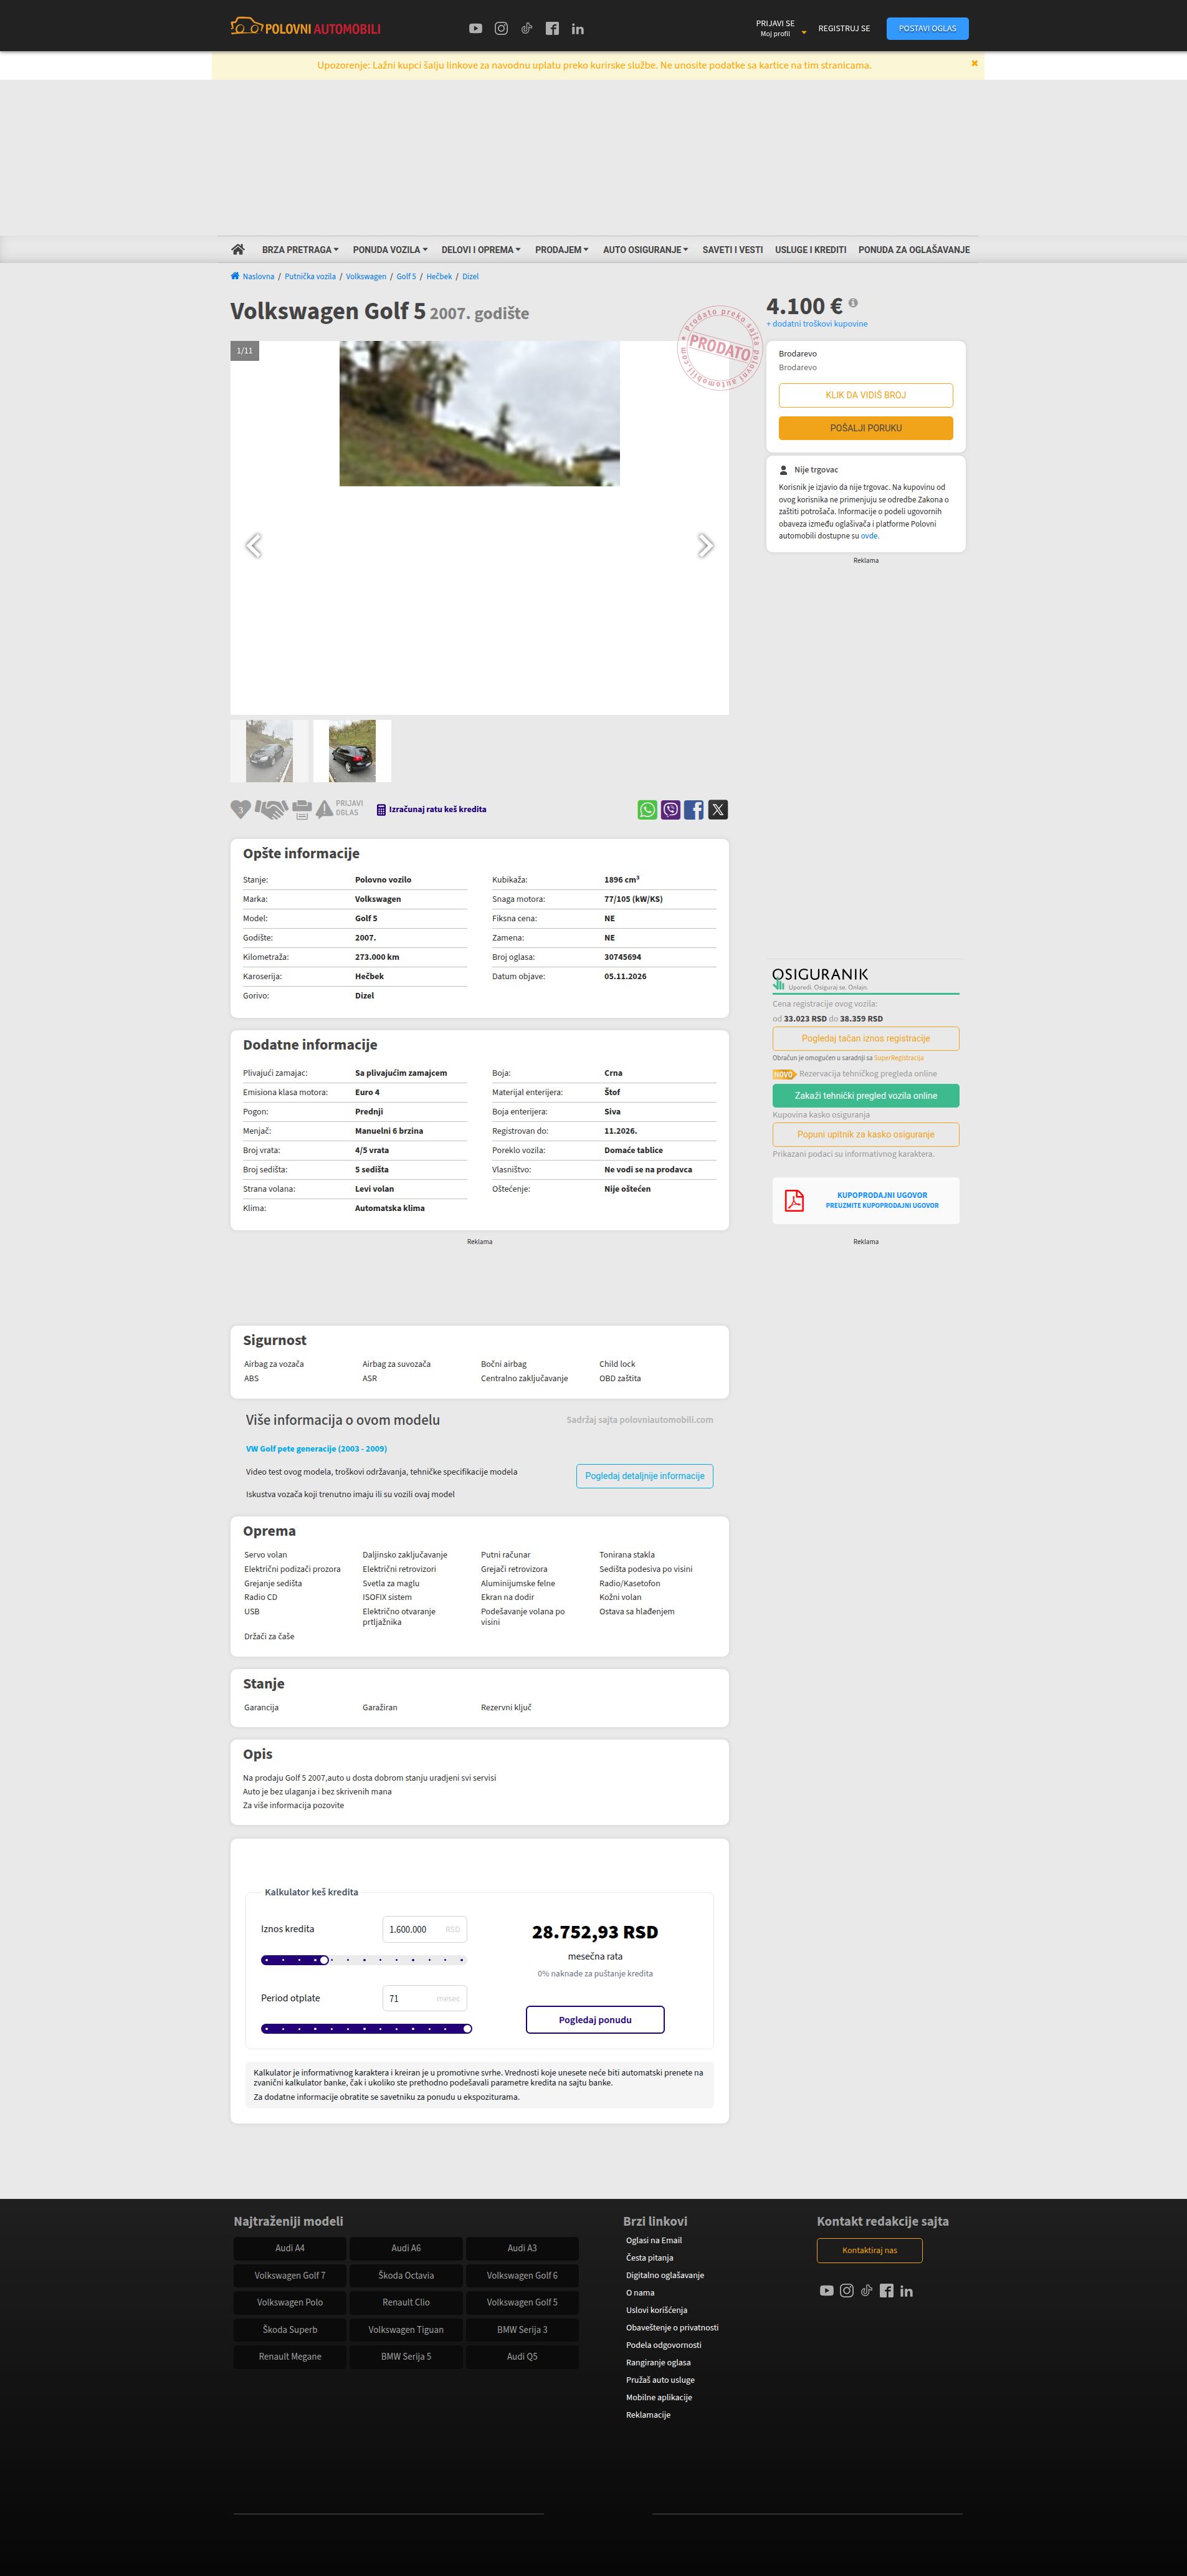 POLOVNI AUTOMOBILI
PRIJAVI SE
Moj profil
REGISTRUJ SE
POSTAVI OGLAS
Upozorenje: Lažni kupci šalju linkove za navodnu uplatu preko kurirske službe. Ne unosite podatke sa kartice na tim stranicama.
BRZA PRETRAGA
PONUDA VOZILA
DELOVI I OPREMA
PRODAJEM
AUTO OSIGURANJE
SAVETI I VESTI
USLUGE I KREDITI
PONUDA ZA OGLAŠAVANJE
Naslovna / Putnička vozila / Volkswagen / Golf 5 / Hečbek / Dizel
Volkswagen Golf 5 2007. godište
Prodato preko sajta
PRODATO
polovniautomobili.com
4.100 €
+ dodatni troškovi kupovine
1/11
Brodarevo
Brodarevo
KLIK DA VIDIŠ BROJ
POŠALJI PORUKU
Nije trgovac
Korisnik je izjavio da nije trgovac. Na kupovinu od
ovog korisnika ne primenjuju se odredbe Zakona o
zaštiti potrošača. Informacije o podeli ugovornih
obaveza između oglašivača i platforme Polovni
automobili dostupne su ovde.
Reklama
3
PRIJAVI
OGLAS
Izračunaj ratu keš kredita
Opšte informacije
Stanje: Polovno vozilo
Marka: Volkswagen
Model: Golf 5
Godište: 2007.
Kilometraža: 273.000 km
Karoserija: Hečbek
Gorivo: Dizel
Kubikaža: 1896 cm³
Snaga motora: 77/105 (kW/KS)
Fiksna cena: NE
Zamena: NE
Broj oglasa: 30745694
Datum objave: 05.11.2026
OSIGURANIK
Uporedi. Osiguraj se. Onlajn.
Cena registracije ovog vozila:
od 33.023 RSD do 38.359 RSD
Pogledaj tačan iznos registracije
Obračun je omogućen u saradnji sa SuperRegistracija
NOVO Rezervacija tehničkog pregleda online
Zakaži tehnički pregled vozila online
Kupovina kasko osiguranja
Popuni upitnik za kasko osiguranje
Prikazani podaci su informativnog karaktera.
KUPOPRODAJNI UGOVOR
PREUZMITE KUPOPRODAJNI UGOVOR
Reklama
Dodatne informacije
Plivajući zamajac: Sa plivajućim zamajcem
Emisiona klasa motora: Euro 4
Pogon: Prednji
Menjač: Manuelni 6 brzina
Broj vrata: 4/5 vrata
Broj sedišta: 5 sedišta
Strana volana: Levi volan
Klima: Automatska klima
Boja: Crna
Materijal enterijera: Štof
Boja enterijera: Siva
Registrovan do: 11.2026.
Poreklo vozila: Domaće tablice
Vlasništvo: Ne vodi se na prodavca
Oštećenje: Nije oštećen
Reklama
Sigurnost
Airbag za vozača Airbag za suvozača Bočni airbag Child lock
ABS ASR Centralno zaključavanje OBD zaštita
Više informacija o ovom modelu
Sadržaj sajta polovniautomobili.com
VW Golf pete generacije (2003 - 2009)
Video test ovog modela, troškovi održavanja, tehničke specifikacije modela
Pogledaj detaljnije informacije
Iskustva vozača koji trenutno imaju ili su vozili ovaj model
Oprema
Servo volan Daljinsko zaključavanje Putni računar Tonirana stakla
Električni podizači prozora Električni retrovizori Grejači retrovizora Sedišta podesiva po visini
Grejanje sedišta Svetla za maglu Aluminijumske felne Radio/Kasetofon
Radio CD ISOFIX sistem Ekran na dodir Kožni volan
USB Električno otvaranje prtljažnika Podešavanje volana po visini Ostava sa hlađenjem
Držači za čaše
Stanje
Garancija Garažiran Rezervni ključ
Opis
Na prodaju Golf 5 2007,auto u dosta dobrom stanju uradjeni svi servisi
Auto je bez ulaganja i bez skrivenih mana
Za više informacija pozovite
Kalkulator keš kredita
Iznos kredita 1.600.000 RSD
Period otplate 71 mesec
28.752,93 RSD
mesečna rata
0% naknade za puštanje kredita
Pogledaj ponudu
Kalkulator je informativnog karaktera i kreiran je u promotivne svrhe. Vrednosti koje unesete neće biti automatski prenete na
zvanični kalkulator banke, čak i ukoliko ste prethodno podešavali parametre kredita na sajtu banke.
Za dodatne informacije obratite se savetniku za ponudu u ekspoziturama.
Najtraženiji modeli
Audi A4 Audi A6 Audi A3
Volkswagen Golf 7 Škoda Octavia Volkswagen Golf 6
Volkswagen Polo Renault Clio Volkswagen Golf 5
Škoda Superb Volkswagen Tiguan BMW Serija 3
Renault Megane BMW Serija 5 Audi Q5
Brzi linkovi
Oglasi na Email
Česta pitanja
Digitalno oglašavanje
O nama
Uslovi korišćenja
Obaveštenje o privatnosti
Podela odgovornosti
Rangiranje oglasa
Pružaš auto usluge
Mobilne aplikacije
Reklamacije
Kontakt redakcije sajta
Kontaktiraj nas